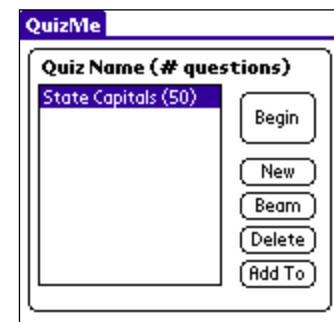 QuizMe
Quiz Name (# questions)
State Capitals (50)
Begin
New
Beam
Delete
Add To